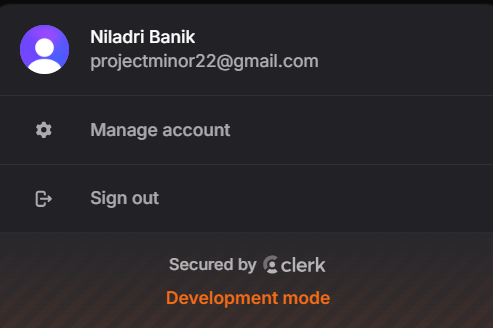 Niladri Banik
projectminor22@gmail.com
Manage account
Sign out
Secured by clerk
Development mode